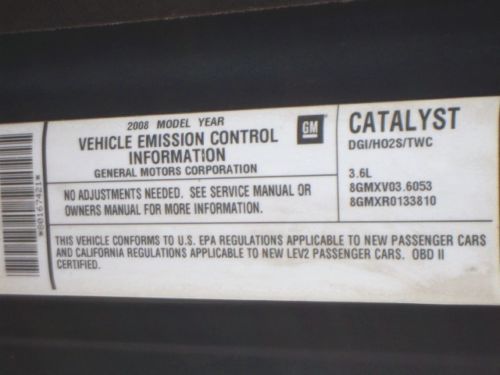 *80167421*
2008 MODEL YEAR
VEHICLE EMISSION CONTROL
INFORMATION
GENERAL MOTORS CORPORATION
GM
NO ADJUSTMENTS NEEDED. SEE SERVICE MANUAL OR
OWNERS MANUAL FOR MORE INFORMATION.
CATALYST
DGI/HO2S/TWC
3.6L
8GMXV03.6053
8GMXR0133810
THIS VEHICLE CONFORMS TO U.S. EPA REGULATIONS APPLICABLE TO NEW PASSENGER CARS
AND CALIFORNIA REGULATIONS APPLICABLE TO NEW LEV2 PASSENGER CARS. OBD II
CERTIFIED.